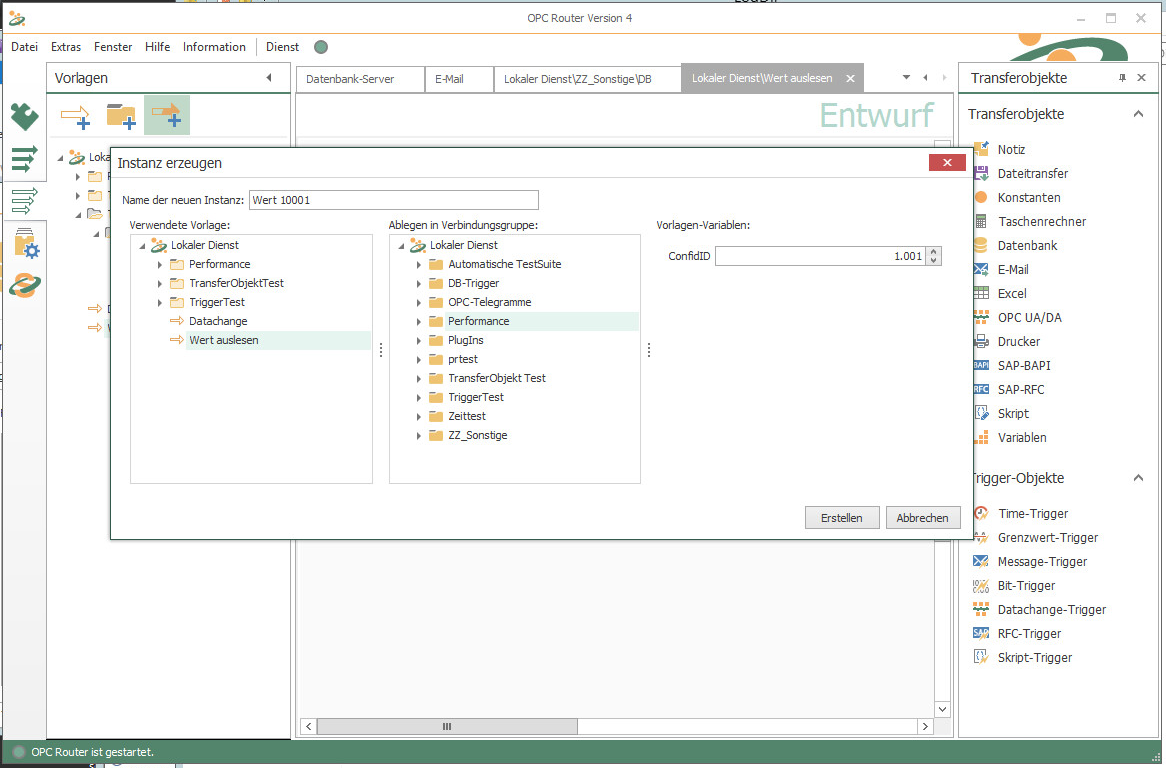 OPC Router Version 4
Datei Extras Fenster Hilfe Information Dienst
Vorlagen
Datenbank-Server E-Mail Lokaler Dienst\ZZ_Sonstige\DB Lokaler Dienst\Wert auslesen
Entwurf
Loka
Instanz erzeugen
Name der neuen Instanz: Wert 10001
Verwendete Vorlage:
Lokaler Dienst
Performance
TransferObjektTest
TriggerTest
Datachange
Wert auslesen
Ablegen in Verbindungsgruppe:
Lokaler Dienst
Automatische TestSuite
DB-Trigger
OPC-Telegramme
Performance
PlugIns
prtest
TransferObjekt Test
TriggerTest
Zeittest
ZZ_Sonstige
Vorlagen-Variablen:
ConfidID 1.001
Erstellen Abbrechen
Transferobjekte
Transferobjekte
Notiz
Dateitransfer
Konstanten
Taschenrechner
Datenbank
E-Mail
Excel
OPC UA/DA
Drucker
SAP-BAPI
SAP-RFC
Skript
Variablen
Trigger-Objekte
Time-Trigger
Grenzwert-Trigger
Message-Trigger
Bit-Trigger
Datachange-Trigger
RFC-Trigger
Skript-Trigger
OPC Router ist gestartet.